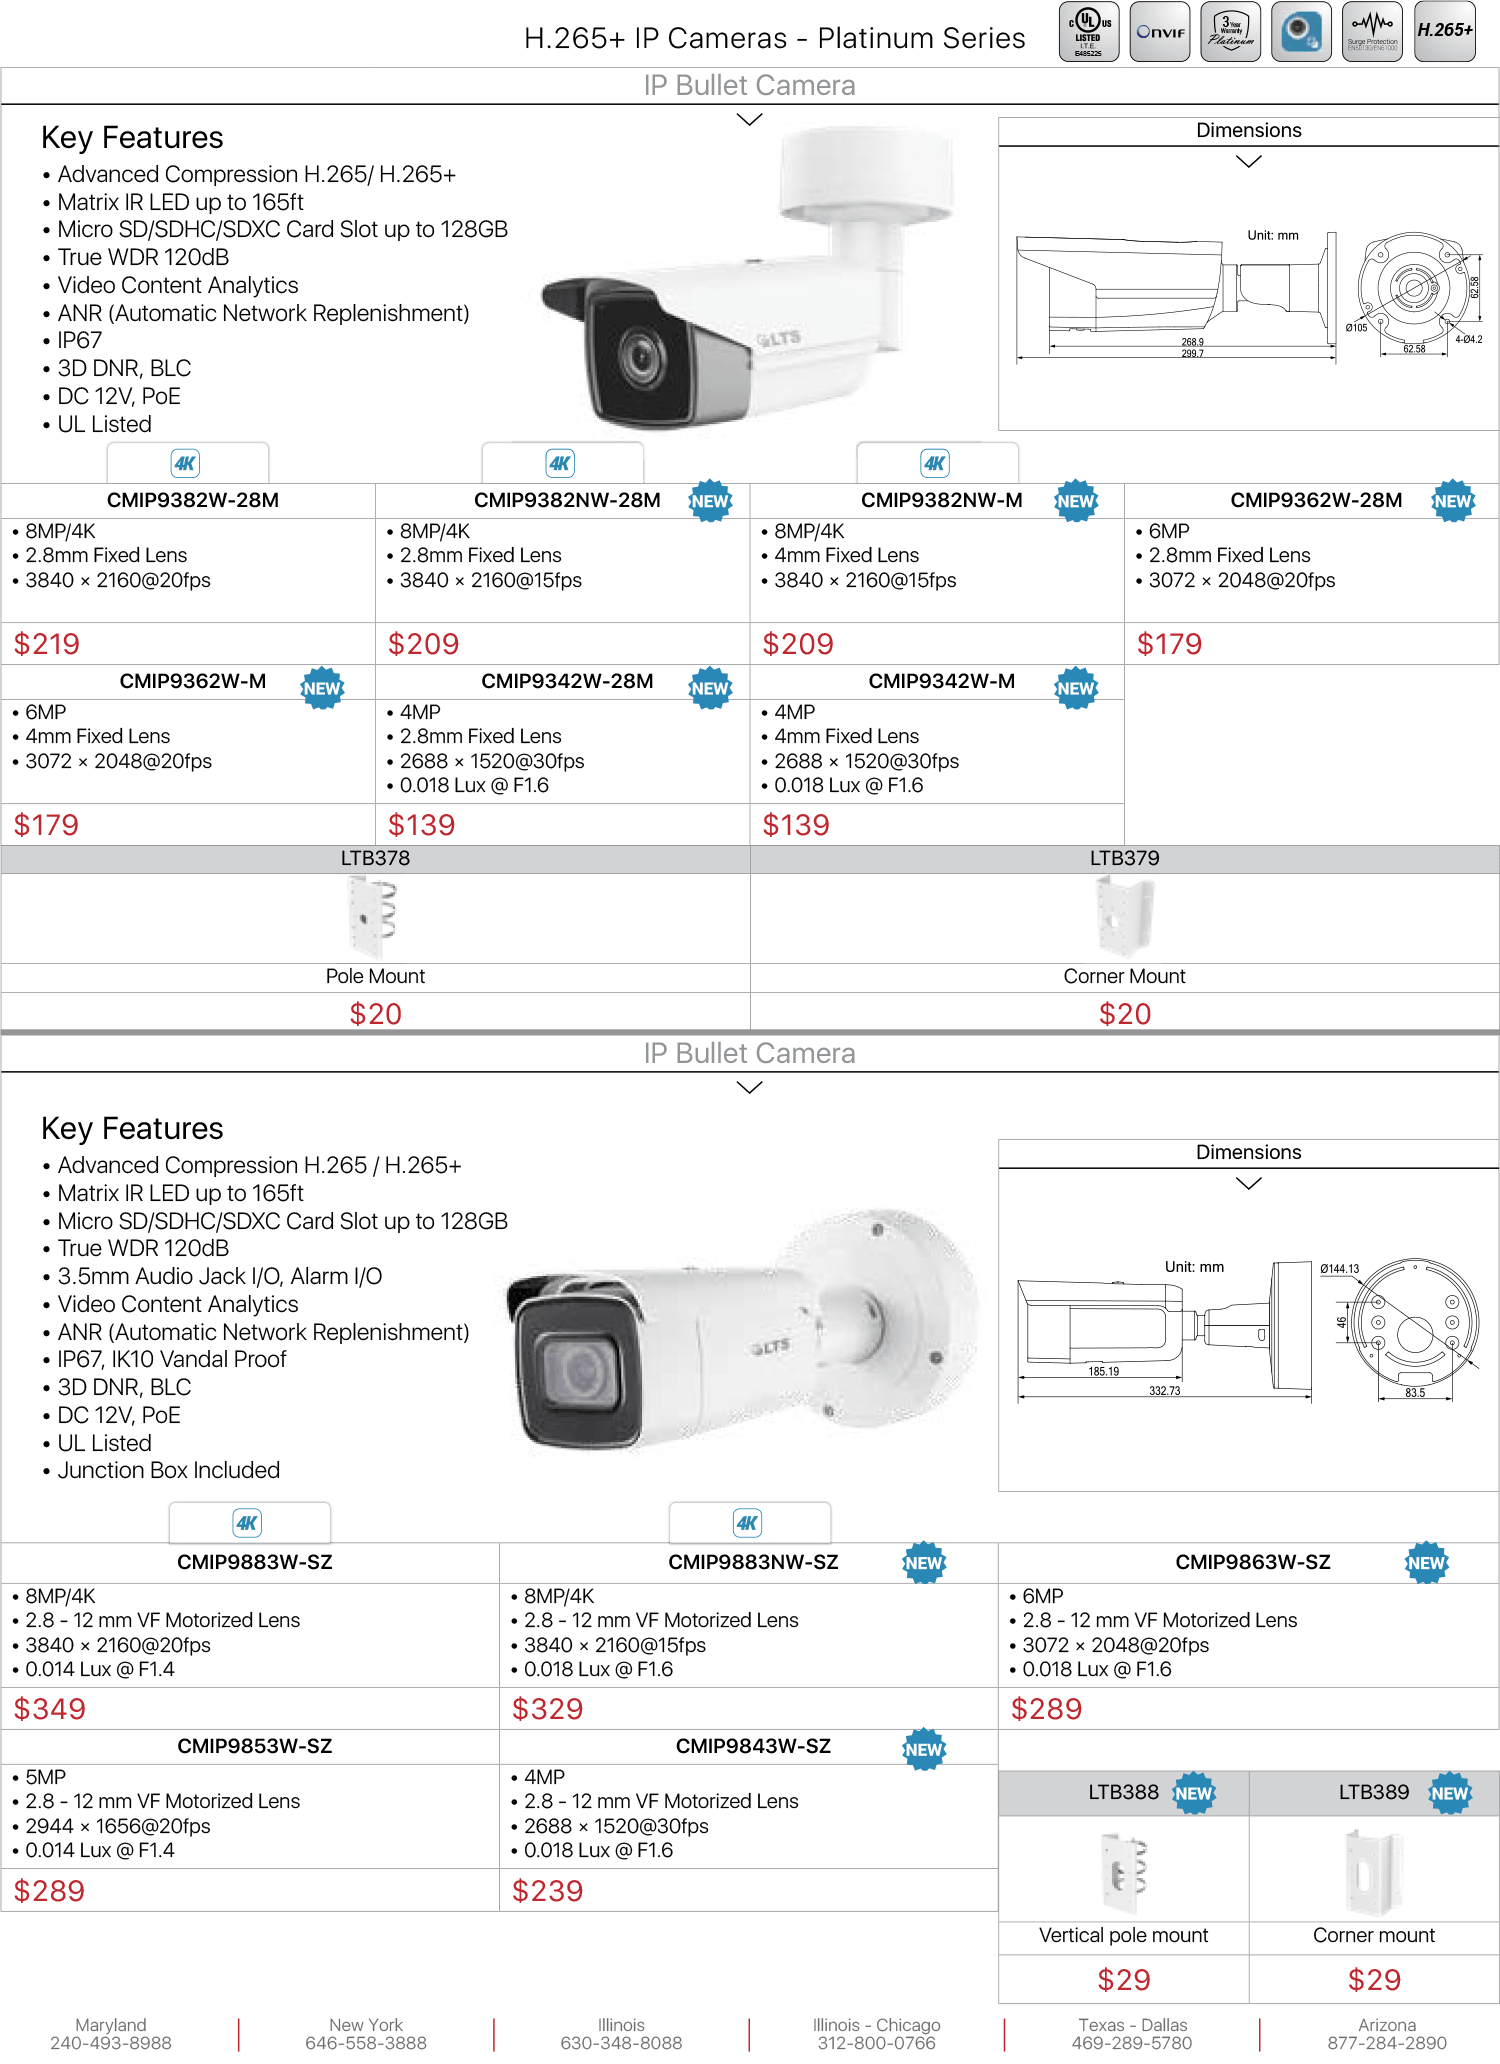 H.265+ IP Cameras - Platinum Series
C UL US
LISTED
I.T.E.
E485225
ONVIF
3 Year
Warranty
Platinum
Surge Protection
EN50130/EN61000
H.265+
IP Bullet Camera
Key Features
• Advanced Compression H.265/ H.265+
• Matrix IR LED up to 165ft
• Micro SD/SDHC/SDXC Card Slot up to 128GB
• True WDR 120dB
• Video Content Analytics
• ANR (Automatic Network Replenishment)
• IP67
• 3D DNR, BLC
• DC 12V, PoE
• UL Listed
LTS
Dimensions
Unit: mm
268.9
299.7
Ø105
62.58
62.58
4-Ø4.2
4K
4K
4K
CMIP9382W-28M
• 8MP/4K
• 2.8mm Fixed Lens
• 3840 × 2160@20fps
$219
CMIP9382NW-28M NEW
• 8MP/4K
• 2.8mm Fixed Lens
• 3840 × 2160@15fps
$209
CMIP9382NW-M NEW
• 8MP/4K
• 4mm Fixed Lens
• 3840 × 2160@15fps
$209
CMIP9362W-28M NEW
• 6MP
• 2.8mm Fixed Lens
• 3072 × 2048@20fps
$179
CMIP9362W-M NEW
• 6MP
• 4mm Fixed Lens
• 3072 × 2048@20fps
$179
CMIP9342W-28M NEW
• 4MP
• 2.8mm Fixed Lens
• 2688 × 1520@30fps
• 0.018 Lux @ F1.6
$139
CMIP9342W-M NEW
• 4MP
• 4mm Fixed Lens
• 2688 × 1520@30fps
• 0.018 Lux @ F1.6
$139
LTB378
Pole Mount
$20
LTB379
Corner Mount
$20
IP Bullet Camera
Key Features
• Advanced Compression H.265 / H.265+
• Matrix IR LED up to 165ft
• Micro SD/SDHC/SDXC Card Slot up to 128GB
• True WDR 120dB
• 3.5mm Audio Jack I/O, Alarm I/O
• Video Content Analytics
• ANR (Automatic Network Replenishment)
• IP67, IK10 Vandal Proof
• 3D DNR, BLC
• DC 12V, PoE
• UL Listed
• Junction Box Included
LTS
Dimensions
Unit: mm
185.19
332.73
Ø144.13
46
83.5
4K
4K
CMIP9883W-SZ
• 8MP/4K
• 2.8 - 12 mm VF Motorized Lens
• 3840 × 2160@20fps
• 0.014 Lux @ F1.4
$349
CMIP9883NW-SZ NEW
• 8MP/4K
• 2.8 - 12 mm VF Motorized Lens
• 3840 × 2160@15fps
• 0.018 Lux @ F1.6
$329
CMIP9863W-SZ NEW
• 6MP
• 2.8 - 12 mm VF Motorized Lens
• 3072 × 2048@20fps
• 0.018 Lux @ F1.6
$289
CMIP9853W-SZ
• 5MP
• 2.8 - 12 mm VF Motorized Lens
• 2944 × 1656@20fps
• 0.014 Lux @ F1.4
$289
CMIP9843W-SZ NEW
• 4MP
• 2.8 - 12 mm VF Motorized Lens
• 2688 × 1520@30fps
• 0.018 Lux @ F1.6
$239
LTB388 NEW
Vertical pole mount
$29
LTB389 NEW
Corner mount
$29
Maryland
240-493-8988
New York
646-558-3888
Illinois
630-348-8088
Illinois - Chicago
312-800-0766
Texas - Dallas
469-289-5780
Arizona
877-284-2890